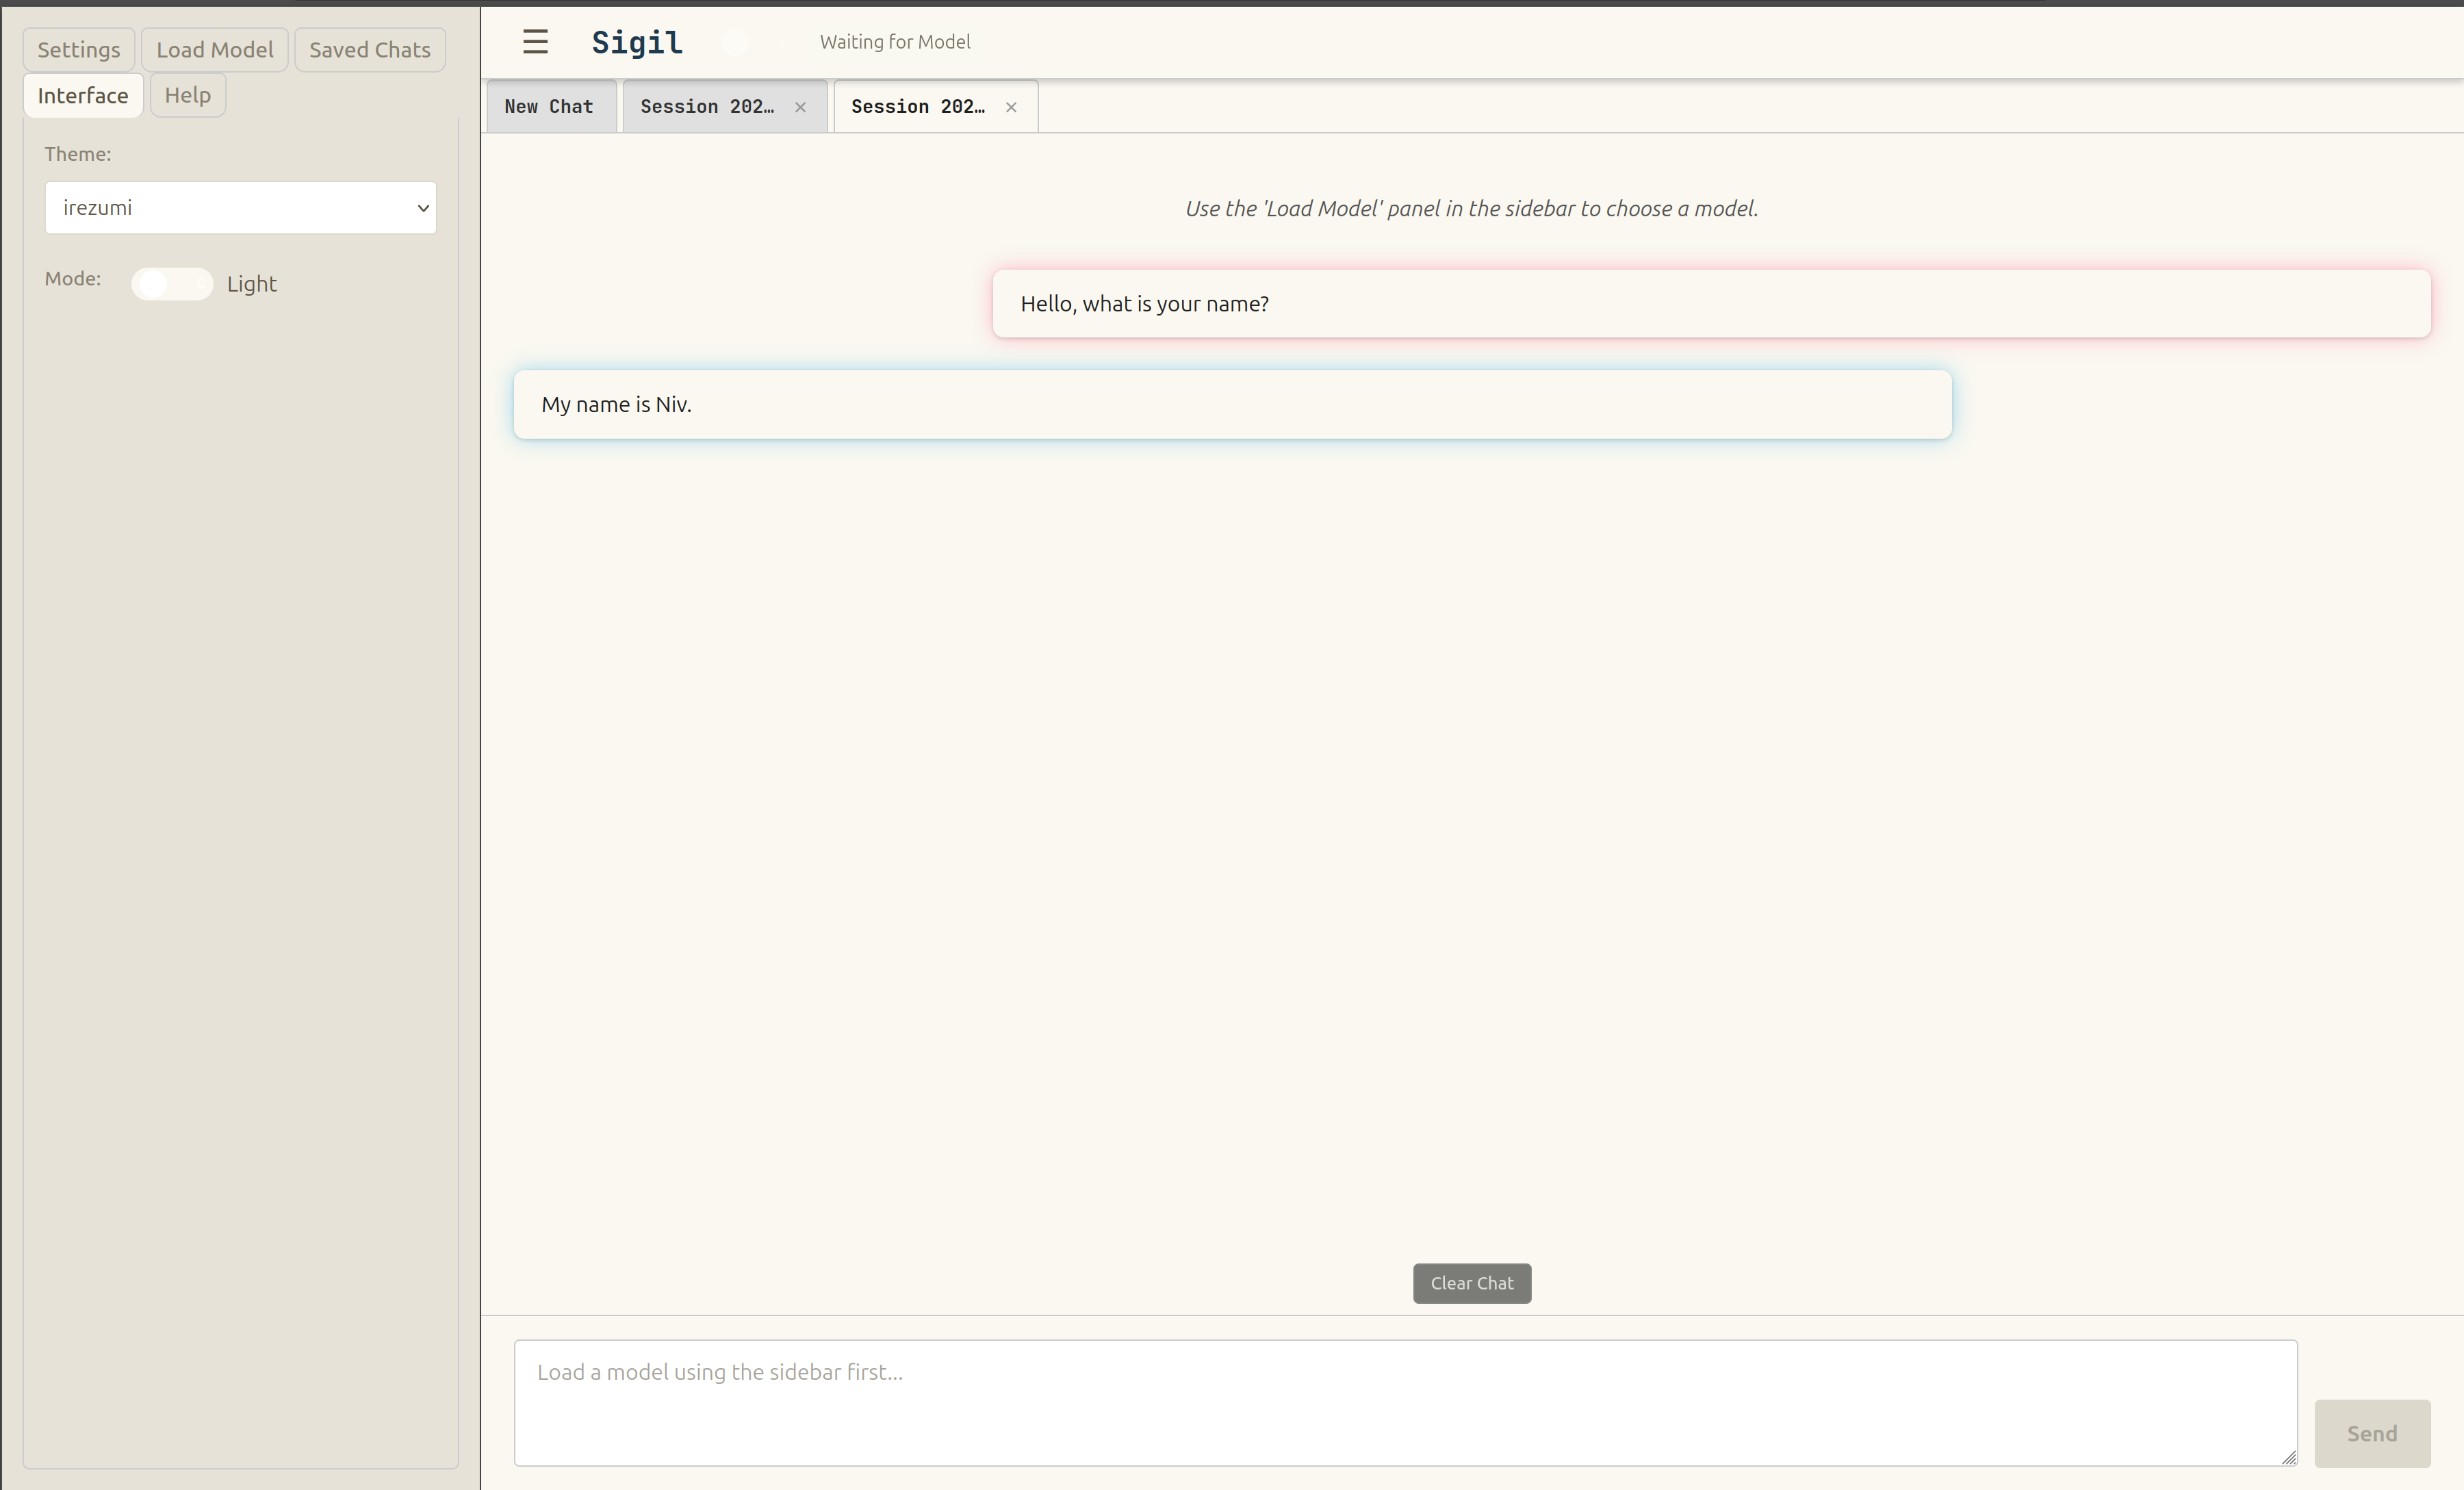 Settings
Load Model
Saved Chats
Interface
Help
Theme:
irezumi
Mode:
Light
Sigil
Waiting for Model
New Chat
Session 202… ×
Session 202… ×
Use the 'Load Model' panel in the sidebar to choose a model.
Hello, what is your name?
My name is Niv.
Clear Chat
Load a model using the sidebar first...
Send